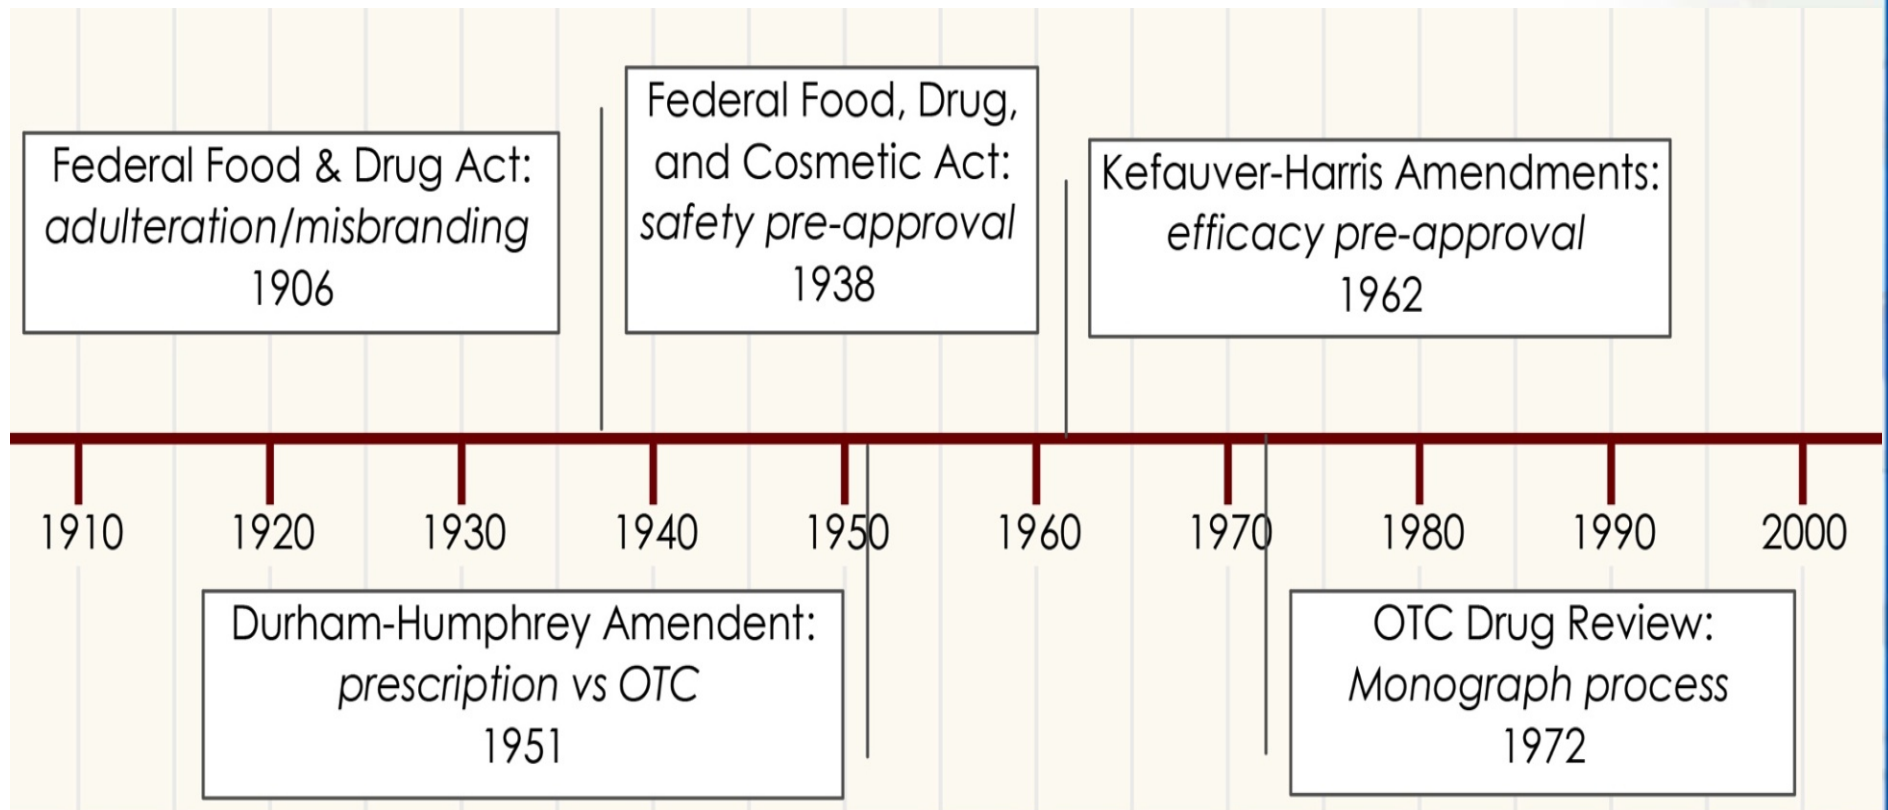 Federal Food & Drug Act:
adulteration/misbranding
1906
Federal Food, Drug,
and Cosmetic Act:
safety pre-approval
1938
Kefauver-Harris Amendments:
efficacy pre-approval
1962
1910
1920
1930
1940
1950
1960
1970
1980
1990
2000
Durham-Humphrey Amendent:
prescription vs OTC
1951
OTC Drug Review:
Monograph process
1972